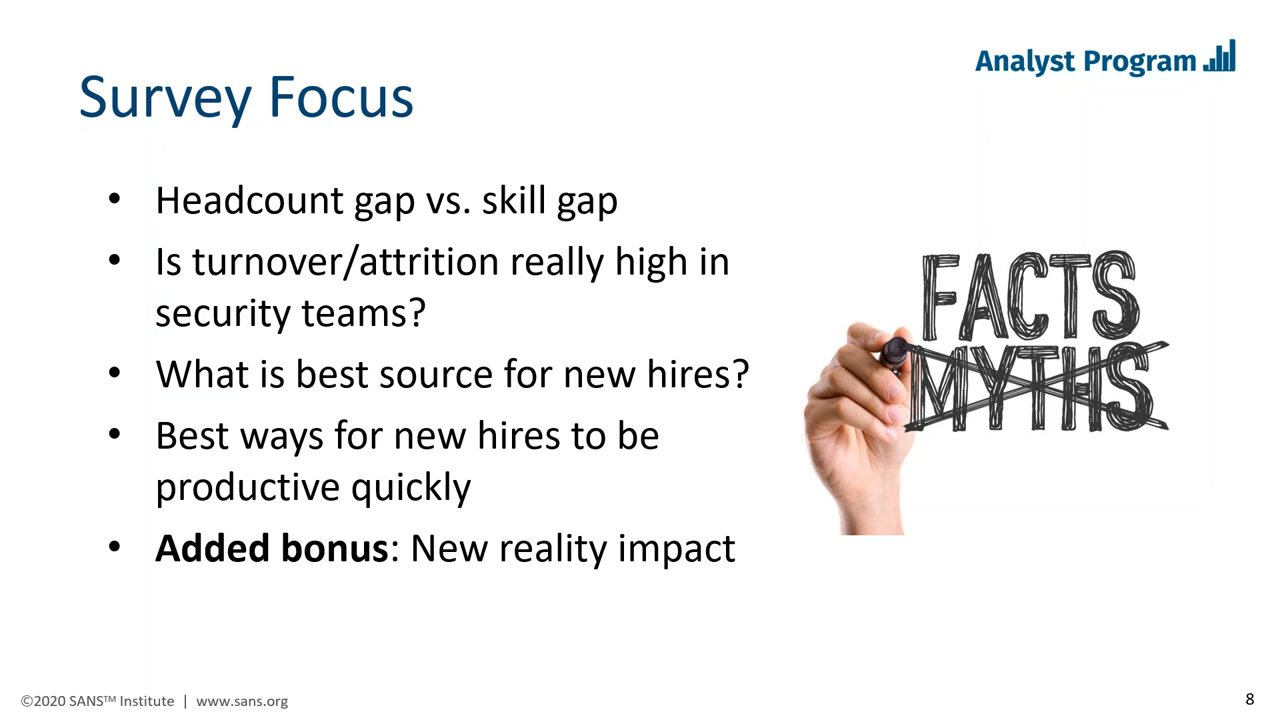 Analyst Program
Survey Focus
• Headcount gap vs. skill gap
• Is turnover/attrition really high in
security teams?
• What is best source for new hires?
• Best ways for new hires to be
productive quickly
• Added bonus: New reality impact
FACTS
MYTHS
©2020 SANS™ Institute | www.sans.org
8